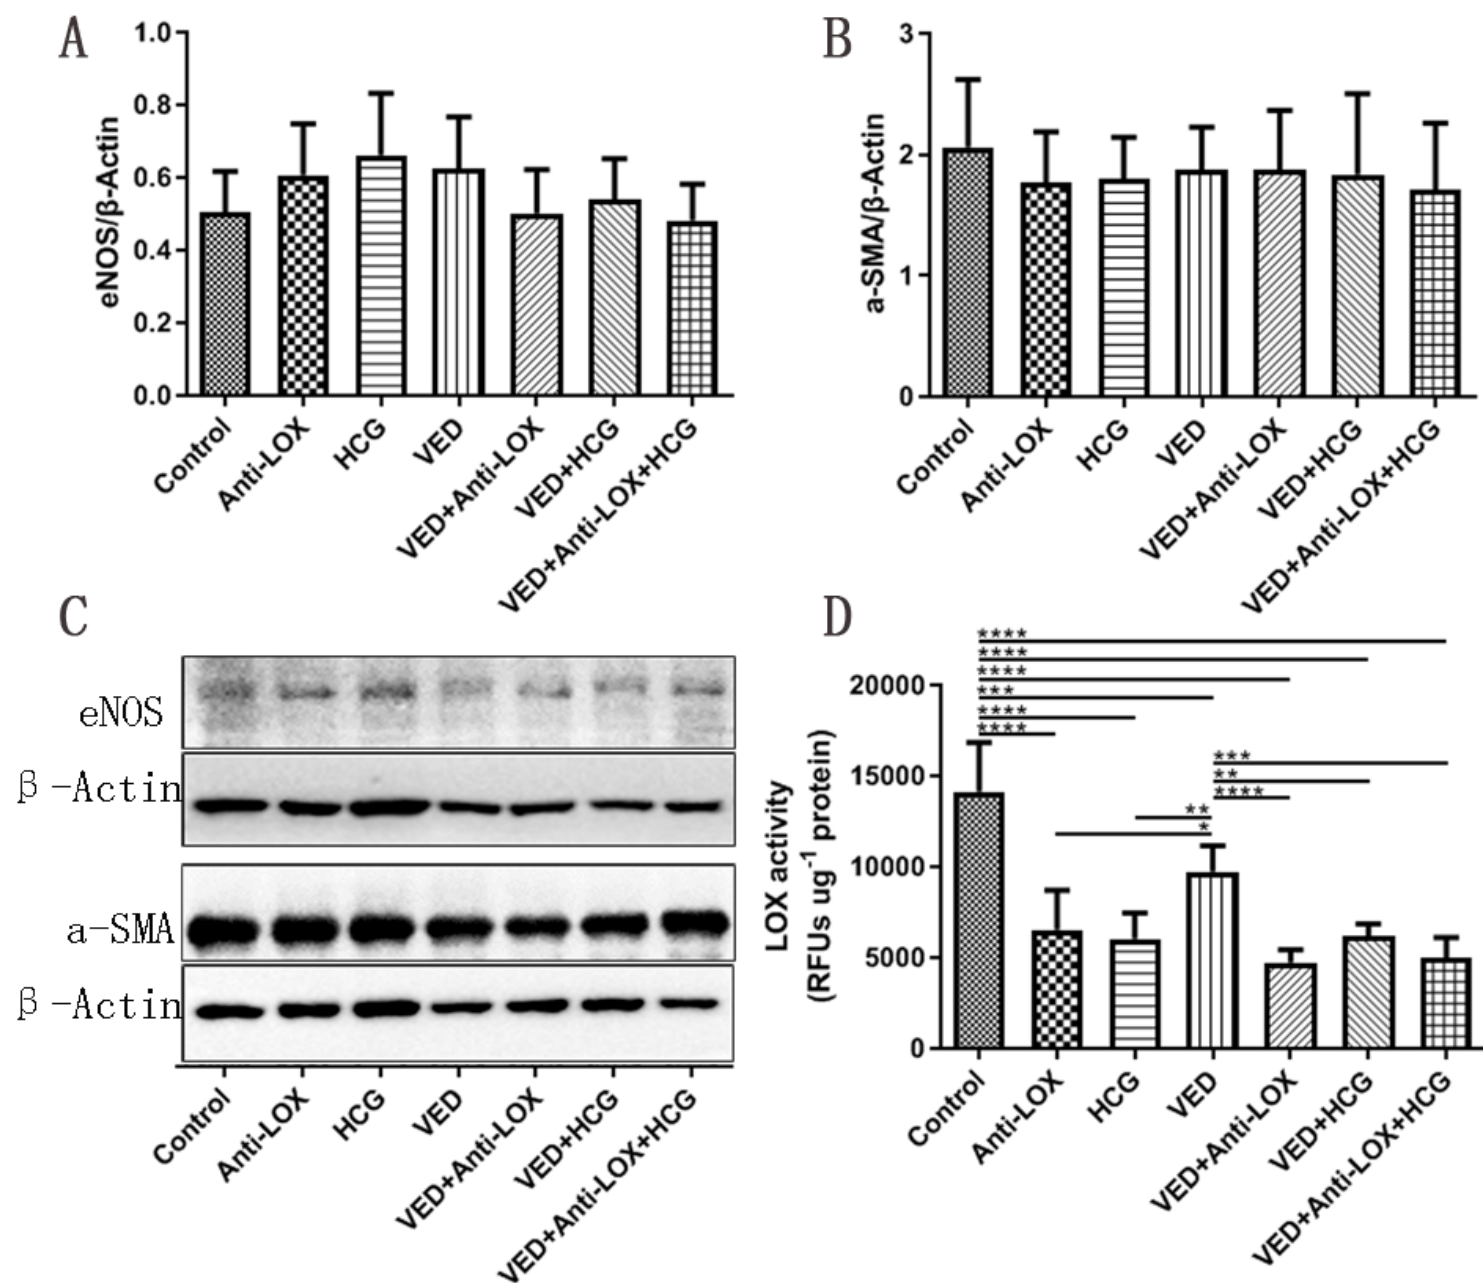 A
1.0
0.8
0.6
0.4
0.2
0.0
eNOS/β-Actin
Control
Anti-LOX
HCG
VED
VED+Anti-LOX
VED+HCG
VED+Anti-LOX+HCG
B
3
2
1
0
a-SMA/β-Actin
Control
Anti-LOX
HCG
VED
VED+Anti-LOX
VED+HCG
VED+Anti-LOX+HCG
C
eNOS
β-Actin
a-SMA
β-Actin
Control
Anti-LOX
HCG
VED
VED+Anti-LOX
VED+HCG
VED+Anti-LOX+HCG
D
****
****
****
***
****
****
***
**
****
**
*
20000
15000
10000
5000
0
LOX activity
(RFUs ug⁻¹ protein)
Control
Anti-LOX
HCG
VED
VED+Anti-LOX
VED+HCG
VED+Anti-LOX+HCG